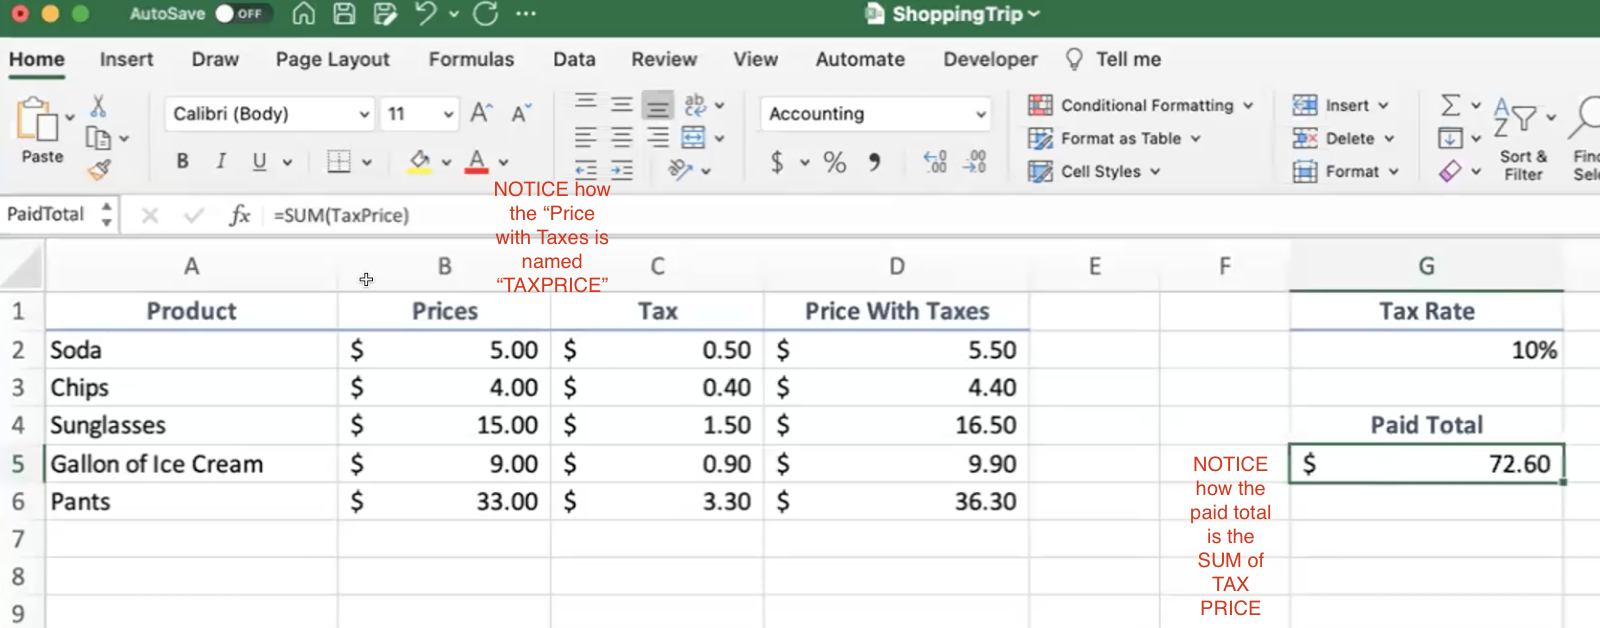 AutoSave OFF ShoppingTrip
Home Insert Draw Page Layout Formulas Data Review View Automate Developer Tell me
Paste Calibri (Body) 11 A A ab Accounting Conditional Formatting Insert
B I U A $ % Format as Table Delete
Cell Styles Format
Sort & Filter
PaidTotal fx =SUM(TaxPrice)
NOTICE how
the “Price
with Taxes is
named
“TAXPRICE”
A B C D E F G
1 Product Prices Tax Price With Taxes Tax Rate
2 Soda $ 5.00 $ 0.50 $ 5.50 10%
3 Chips $ 4.00 $ 0.40 $ 4.40
4 Sunglasses $ 15.00 $ 1.50 $ 16.50 Paid Total
5 Gallon of Ice Cream $ 9.00 $ 0.90 $ 9.90 $ 72.60
6 Pants $ 33.00 $ 3.30 $ 36.30
7
8
9
NOTICE
how the
paid total
is the
SUM of
TAX
PRICE